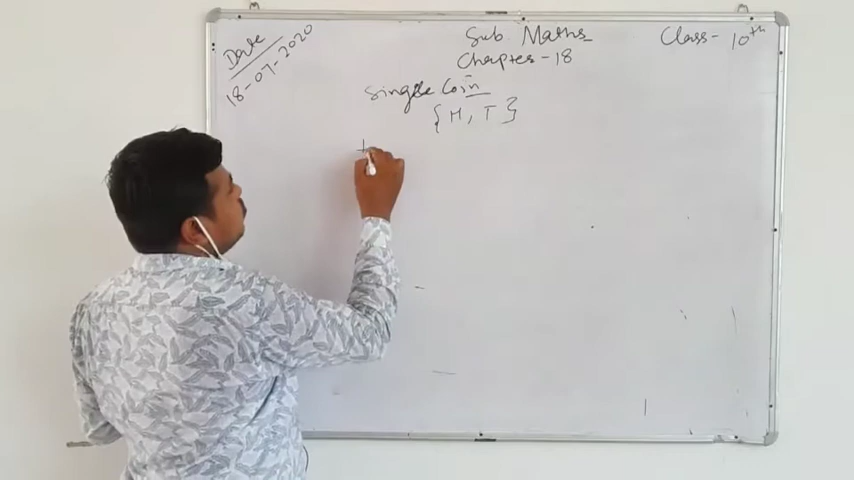 Date
18-07-2020
Sub Maths
Class- 10th
Chapter-18
Single Coin
{H, T}
t